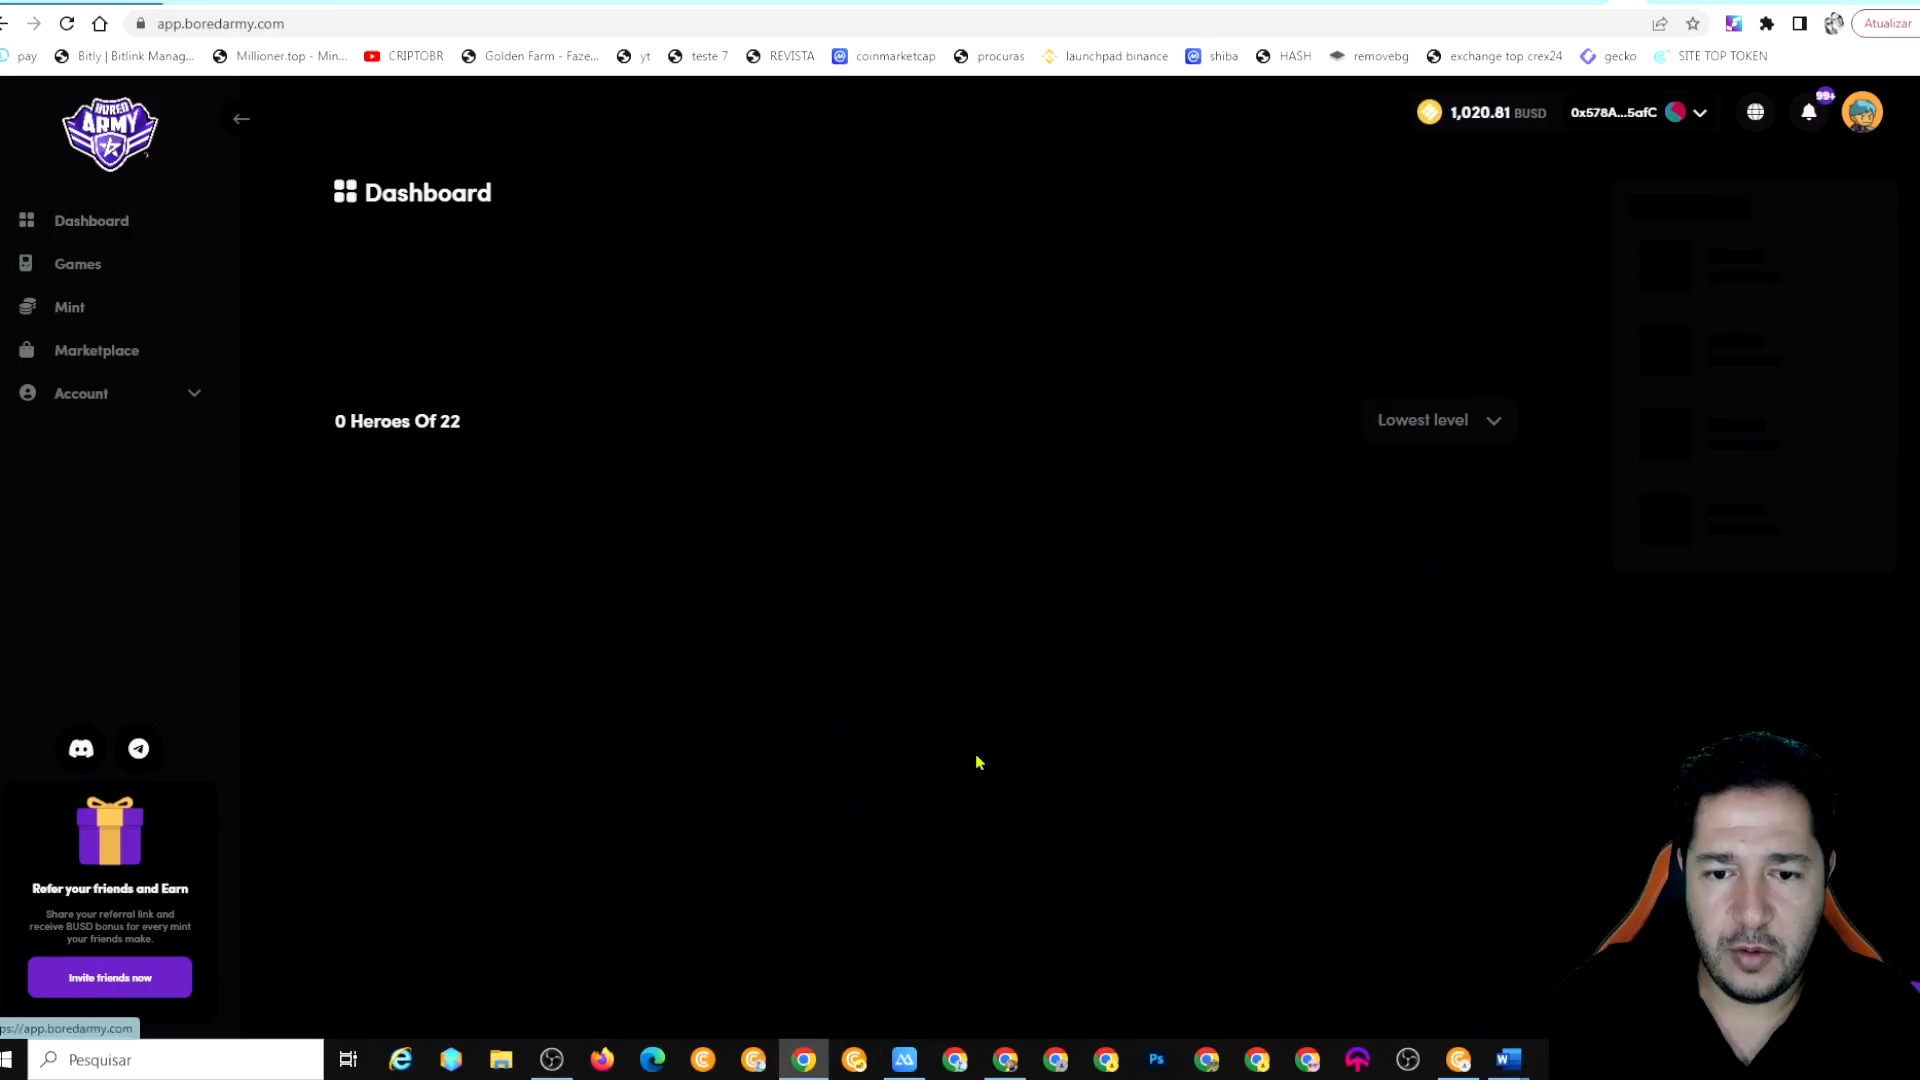 app.boredarmy.com
Atualizar
pay
Bitly | Bitlink Manag...
Millioner.top - Min...
CRIPTOBR
Golden Farm - Faze...
yt
teste 7
REVISTA
coinmarketcap
procuras
launchpad binance
shiba
HASH
removebg
exchange top crex24
gecko
SITE TOP TOKEN
BORED
ARMY
1,020.81 BUSD
0x578A...5afC
99+
Dashboard
Dashboard
Games
Mint
Marketplace
Account
0 Heroes Of 22
Lowest level
Refer your friends and Earn
Share your referral link and
receive BUSD bonus for every mint
your friends make.
Invite friends now
ps://app.boredarmy.com
Pesquisar
Ps
W